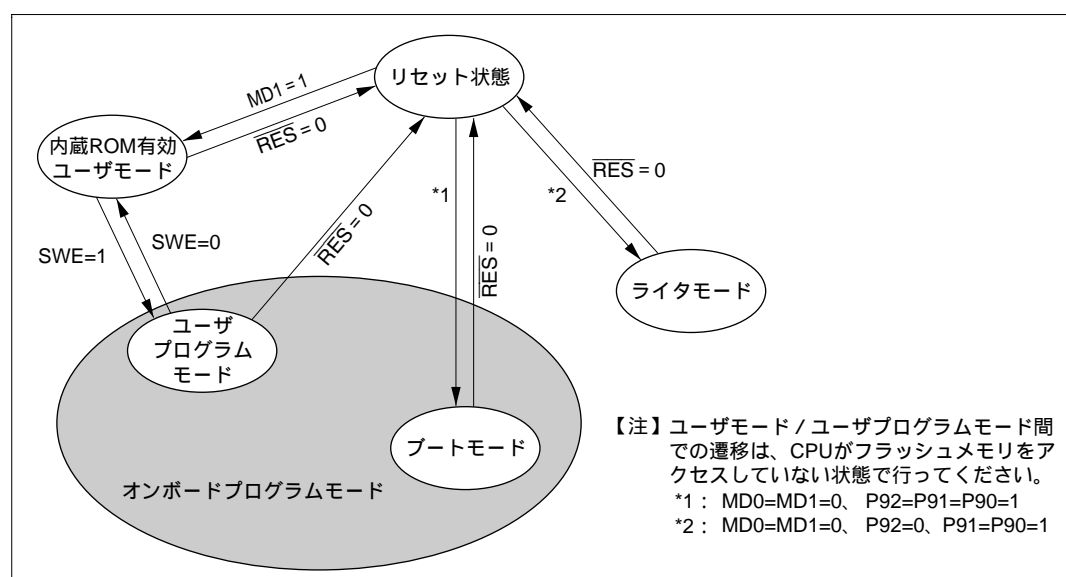 リセット状態
MD1 = 1
RES = 0
内蔵ROM有効
ユーザモード
*1
*2
RES = 0
RES = 0
RES = 0
SWE=1
SWE=0
ライタモード
ユーザ
プログラム
モード
ブートモード
オンボードプログラムモード
【注】ユーザモード / ユーザプログラムモード間
での遷移は、CPUがフラッシュメモリをア
クセスしていない状態で行ってください。
*1 : MD0=MD1=0、 P92=P91=P90=1
*2 : MD0=MD1=0、 P92=0、P91=P90=1